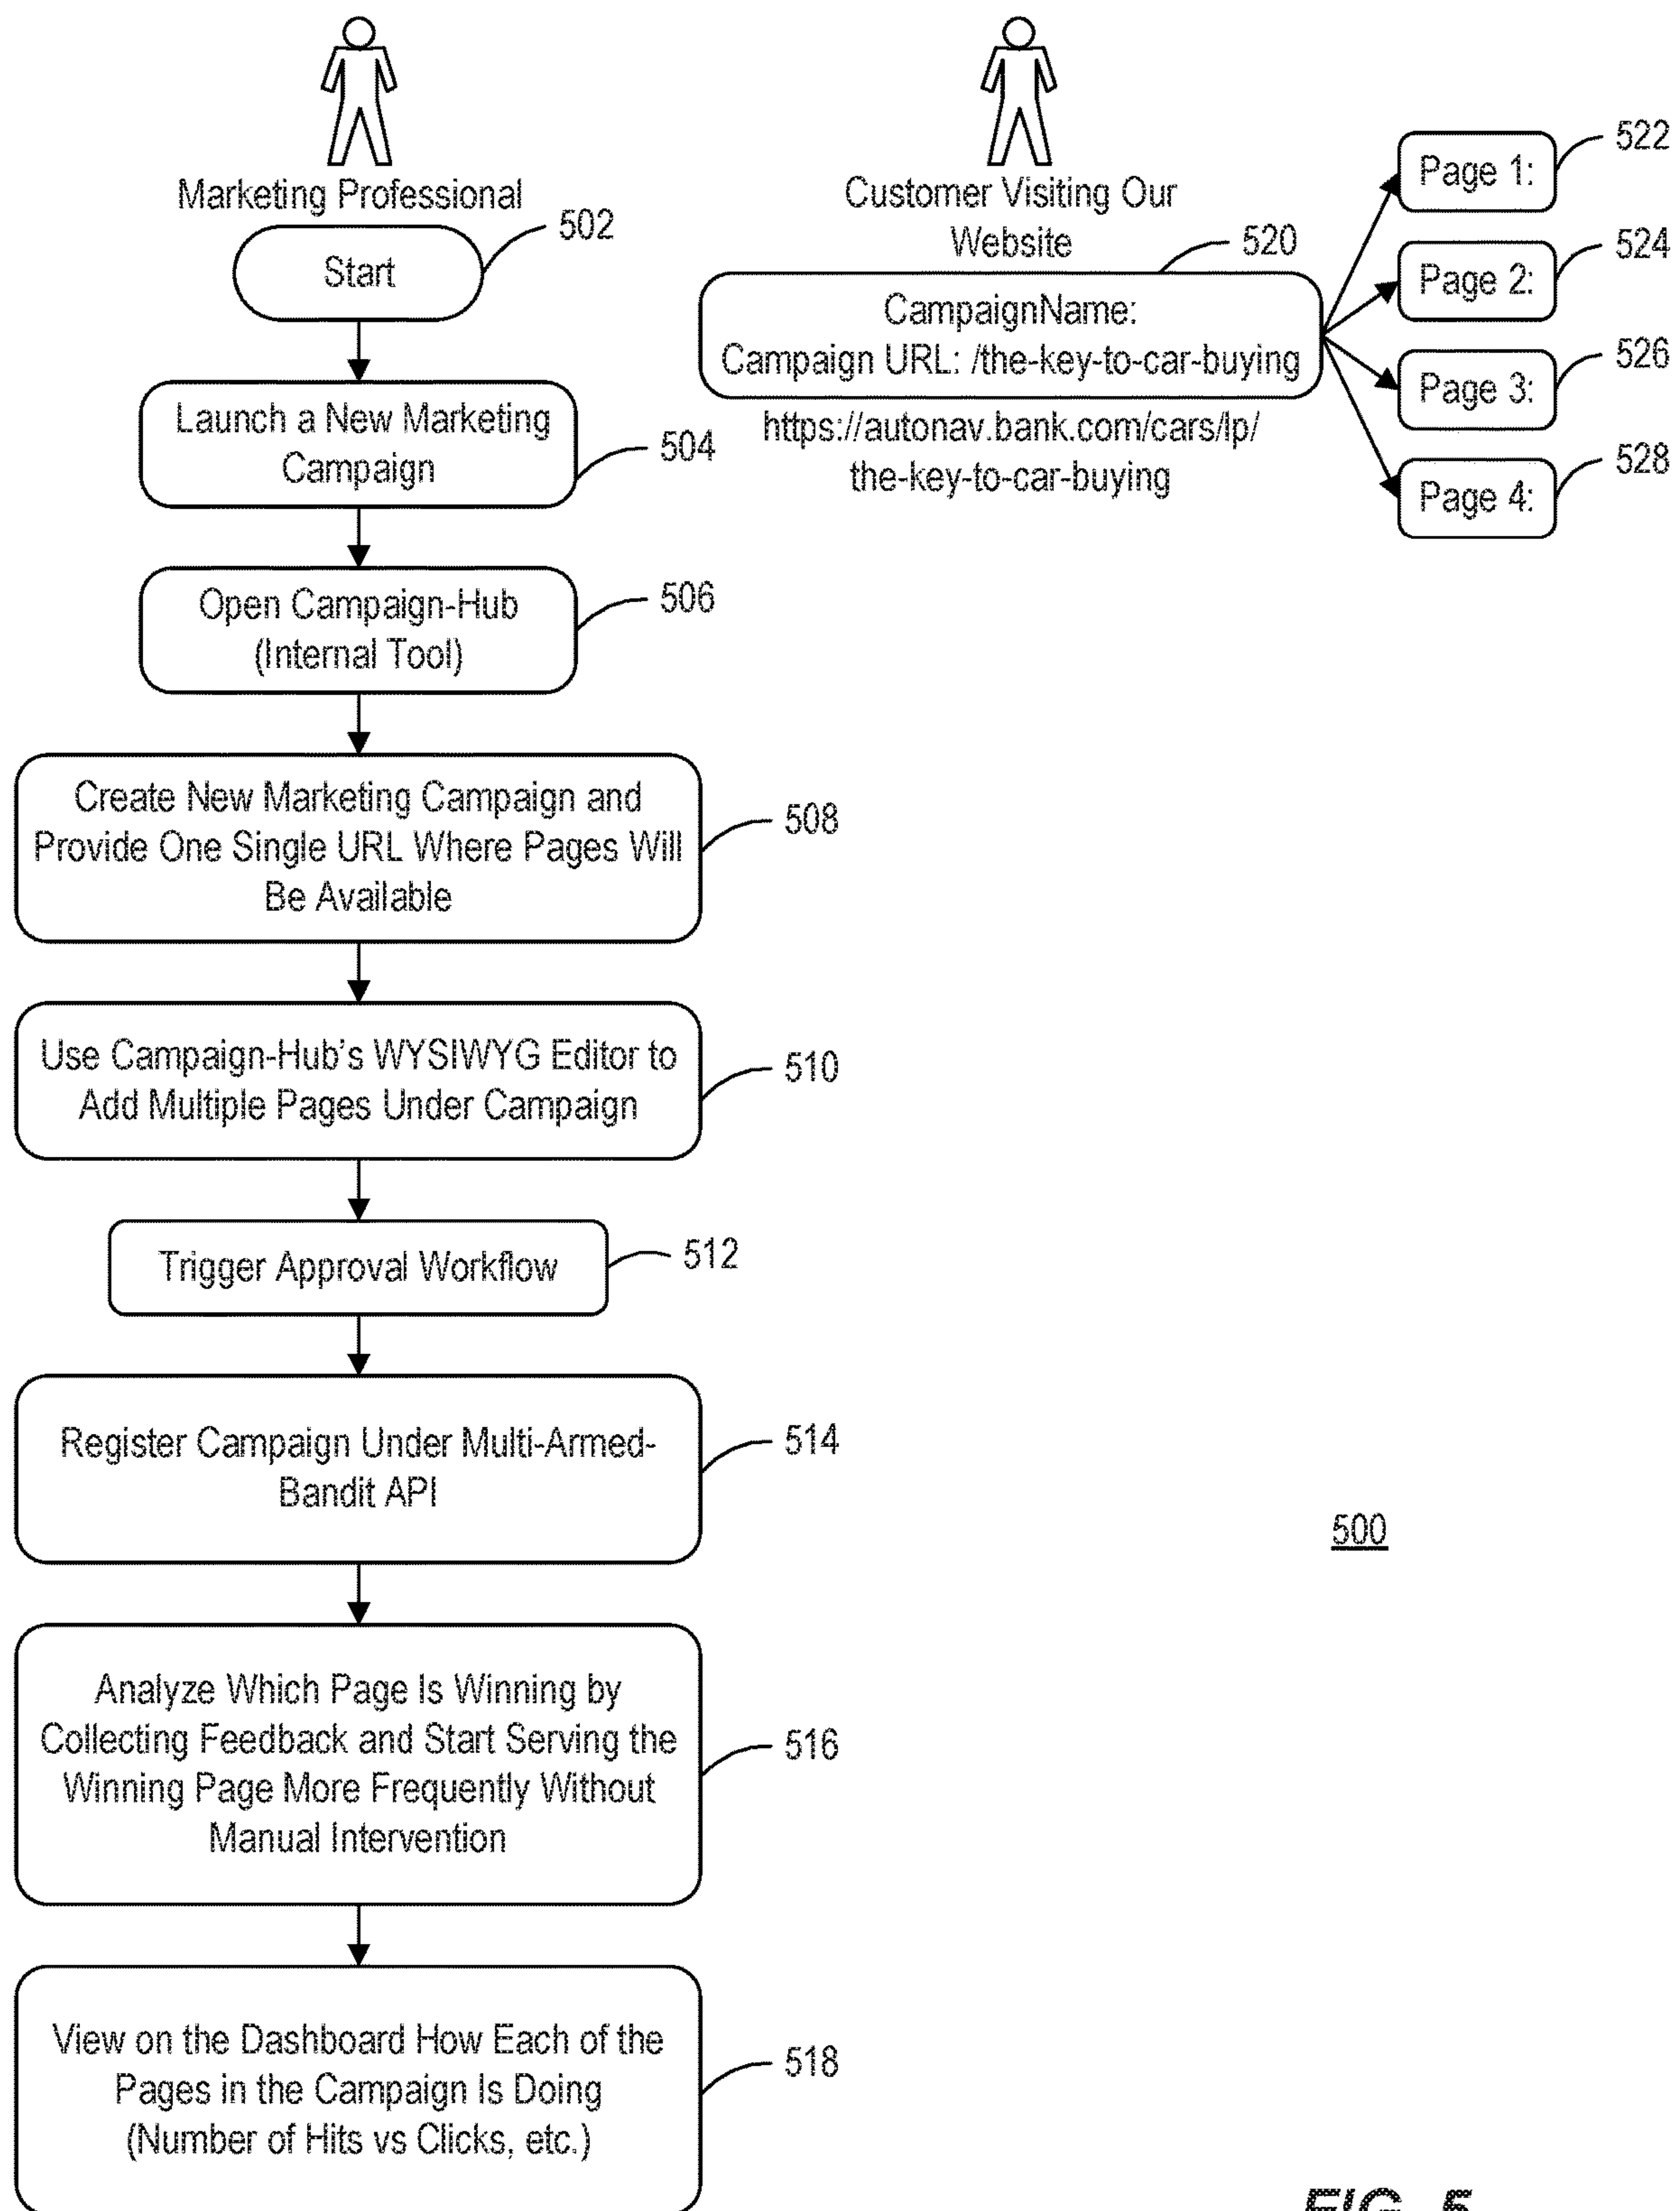 Marketing Professional
502
Start
Launch a New Marketing
Campaign
504
Open Campaign-Hub
(Internal Tool)
506
Create New Marketing Campaign and
Provide One Single URL Where Pages Will
Be Available
508
Use Campaign-Hub's WYSIWYG Editor to
Add Multiple Pages Under Campaign
510
Trigger Approval Workflow
512
Register Campaign Under Multi-Armed-
Bandit API
514
Analyze Which Page Is Winning by
Collecting Feedback and Start Serving the
Winning Page More Frequently Without
Manual Intervention
516
View on the Dashboard How Each of the
Pages in the Campaign Is Doing
(Number of Hits vs Clicks, etc.)
518
Customer Visiting Our
Website
520
CampaignName:
Campaign URL: /the-key-to-car-buying
https://autonav.bank.com/cars/lp/
the-key-to-car-buying
Page 1:
522
Page 2:
524
Page 3:
526
Page 4:
528
500
FIG. 5